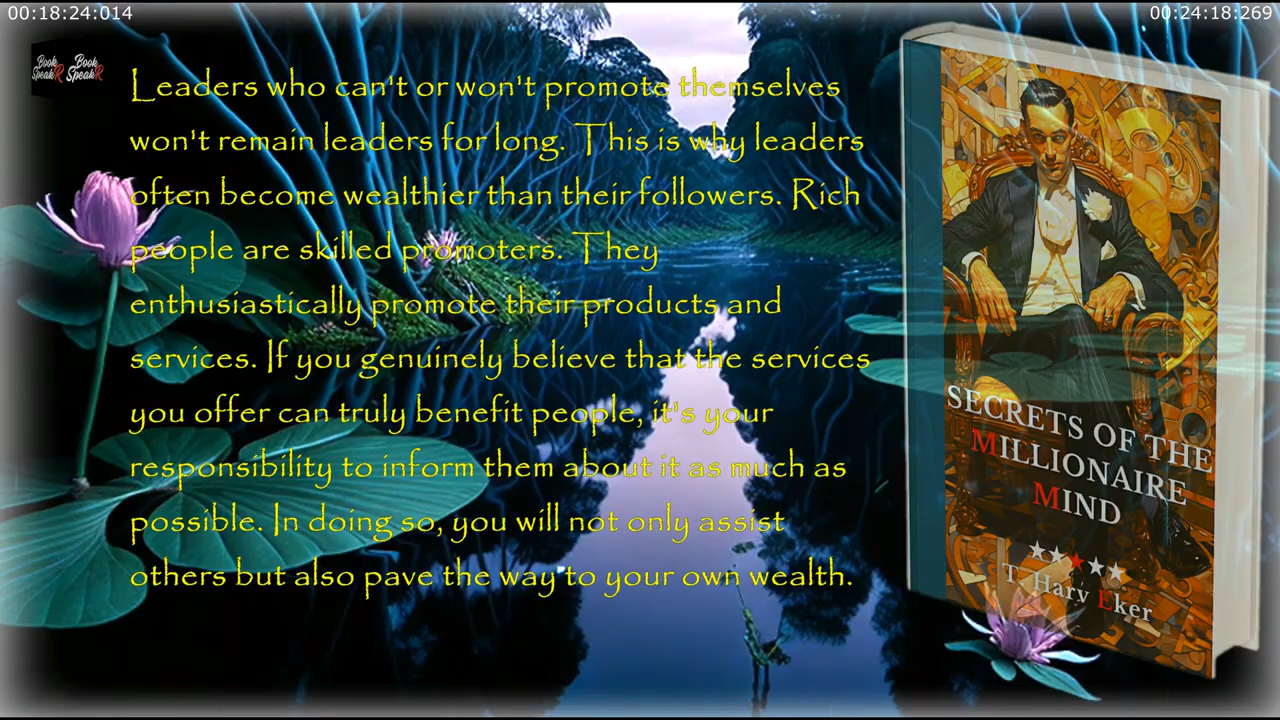 00:18:24:014
00:24:18:269
Book
SpeakR
Book
SpeakR
Leaders who can't or won't promote themselves
won't remain leaders for long. This is why leaders
often become wealthier than their followers. Rich
people are skilled promoters. They
enthusiastically promote their products and
services. If you genuinely believe that the services
you offer can truly benefit people, it's your
responsibility to inform them about it as much as
possible. In doing so, you will not only assist
others but also pave the way to your own wealth.
SECRETS OF THE
MILLIONAIRE
MIND
T. Harv Eker